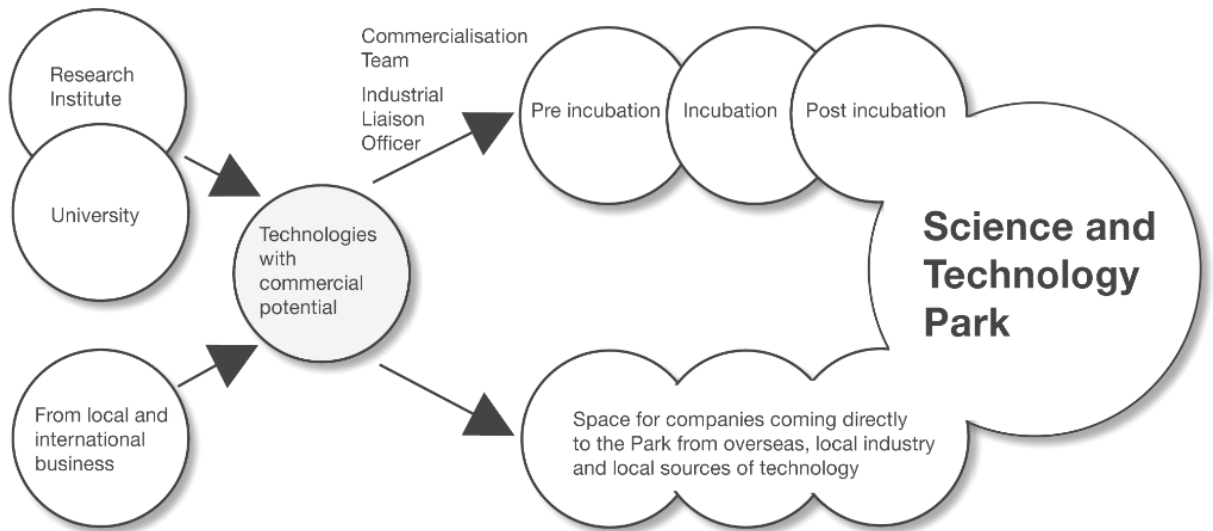 Research
Institute
University
From local and
international
business
Technologies
with
commercial
potential
Commercialisation
Team
Industrial
Liaison
Officer
Pre incubation
Incubation
Post incubation
Science and
Technology
Park
Space for companies coming directly
to the Park from overseas, local industry
and local sources of technology